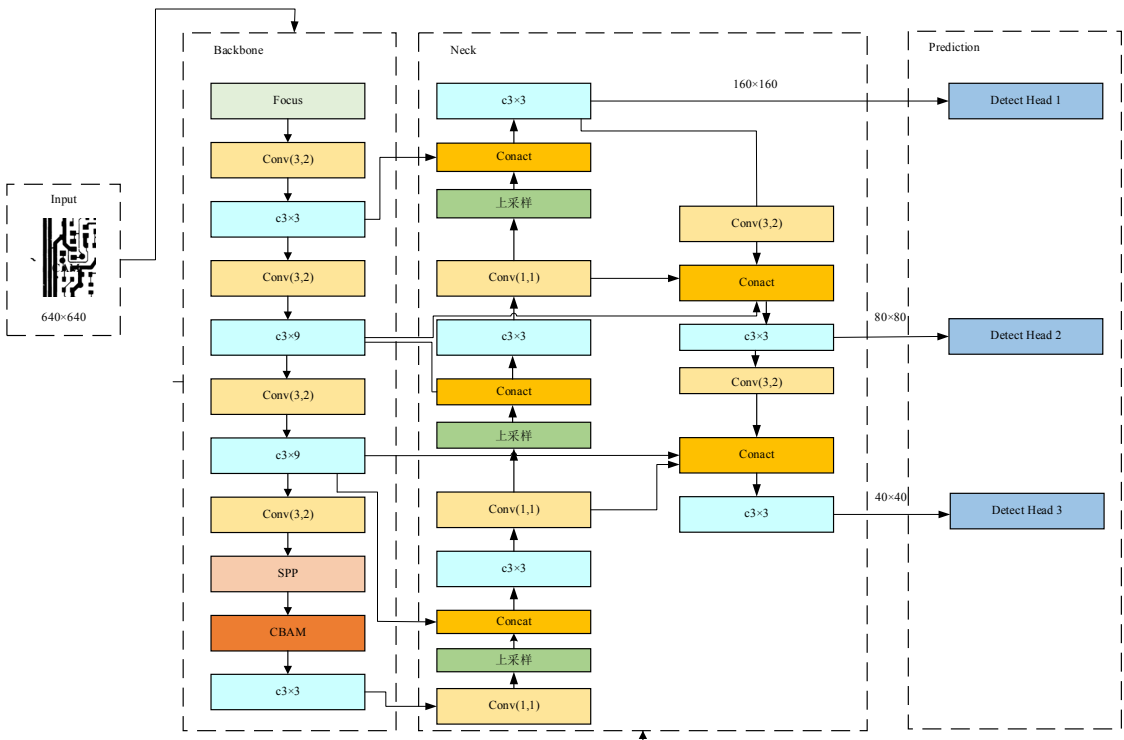 Input
640×640
Backbone
Focus
Conv(3,2)
c3×3
Conv(3,2)
c3×9
Conv(3,2)
c3×9
Conv(3,2)
SPP
CBAM
c3×3
Neck
c3×3
Conact
上采样
Conv(1,1)
c3×3
Conact
上采样
Conv(1,1)
c3×3
Concat
上采样
Conv(1,1)
Conv(3,2)
Conact
c3×3
Conv(3,2)
Conact
c3×3
160×160
80×80
40×40
Prediction
Detect Head 1
Detect Head 2
Detect Head 3